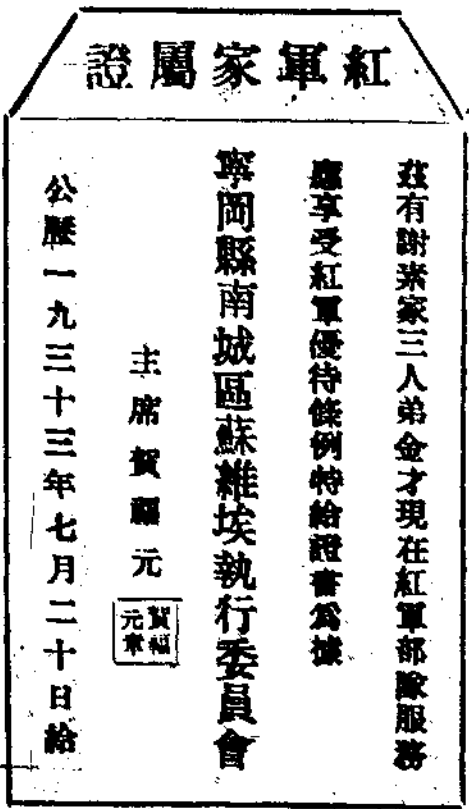 紅軍家屬證
茲有謝来家三人弟金才現在紅軍部隊服務
應享受紅軍優待條例特給證書爲據
寧岡縣南城區蘇維埃執行委員會
主席賀福元
賀福元章
公歷一九三十三年七月二十日給